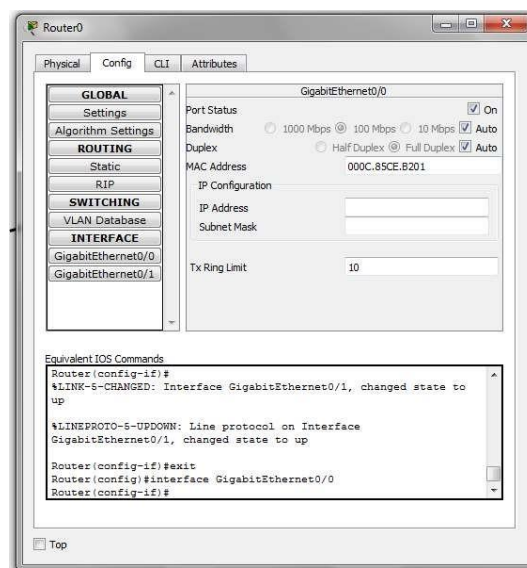 Router0
Physical Config CLI Attributes
GLOBAL
Settings
Algorithm Settings
ROUTING
Static
RIP
SWITCHING
VLAN Database
INTERFACE
GigabitEthernet0/0
GigabitEthernet0/1
GigabitEthernet0/0
Port Status On
Bandwidth 1000 Mbps 100 Mbps 10 Mbps Auto
Duplex Half Duplex Full Duplex Auto
MAC Address 000C.85CE.B201
IP Configuration
IP Address
Subnet Mask
Tx Ring Limit 10
Equivalent IOS Commands
Router(config-if)#
%LINK-5-CHANGED: Interface GigabitEthernet0/1, changed state to
up
%LINEPROTO-5-UPDOWN: Line protocol on Interface
GigabitEthernet0/1, changed state to up
Router(config-if)#exit
Router(config)#interface GigabitEthernet0/0
Router(config-if)#
Top